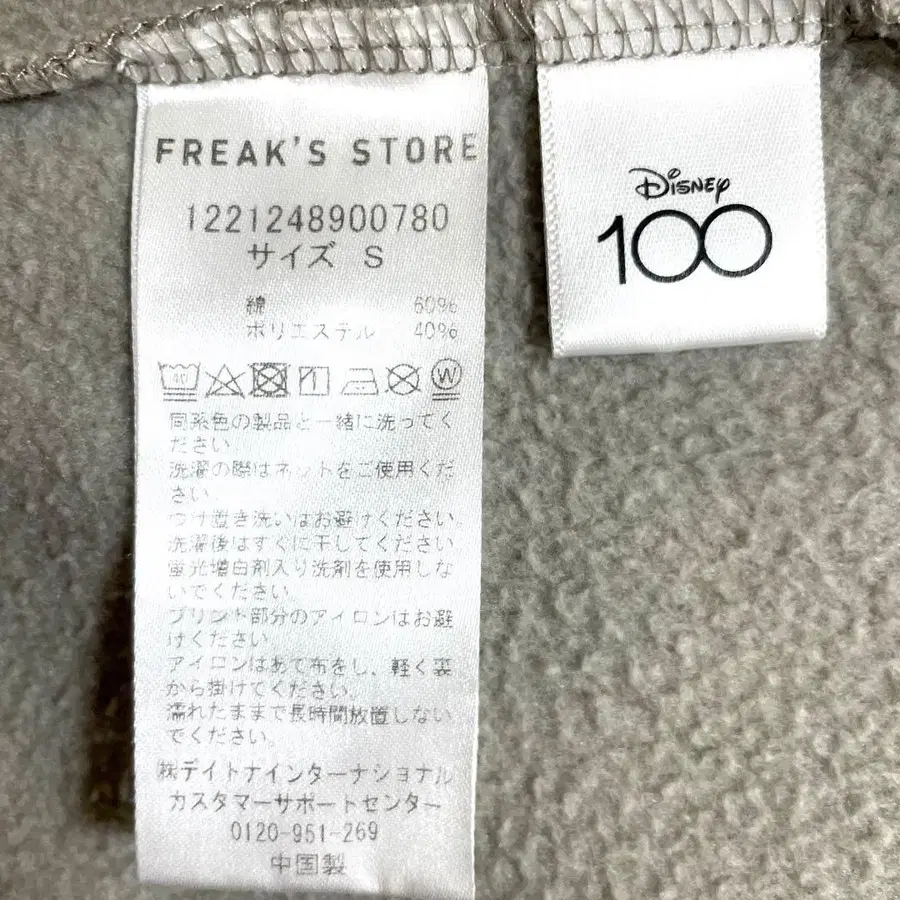 FREAK'S STORE
1221248900780
サイズ S
綿 60%
ポリエステル 40%
40
W
同系色の製品と一緒に洗ってく
ださい
洗濯の際はネットをご使用くだ
さい
つけ置き洗いはお避けください。
洗濯後はすぐに干してください
蛍光増白剤入り洗剤を使用しな
いでください。
プリント部分のアイロンはお避
けください
アイロンはあて布をし、軽く裏
から掛けてください。
濡れたままで長時間放置しない
でください。
㈱デイトナインターナショナル
カスタマーサポートセンター
0120-951-269
中国製
Disney
100